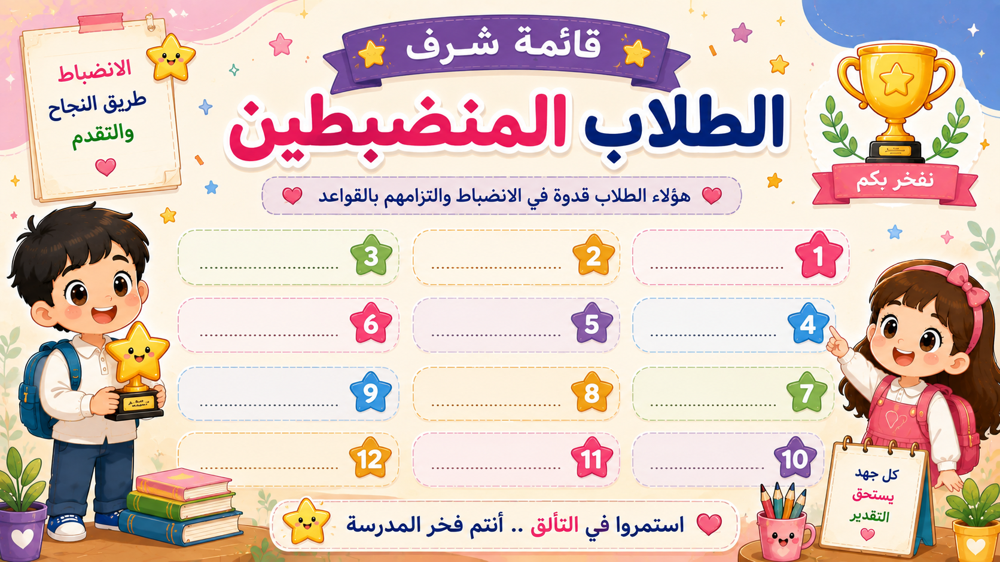 قائمة شرف
الطلاب المنضبطين
هؤلاء الطلاب قدوة في الانضباط والتزامهم بالقواعد
الانضباط
طريق النجاح
والتقدم
نفخر بكم
1
2
3
4
5
6
7
8
9
10
11
12
كل جهد
يستحق
التقدير
استمروا في التألق .. أنتم فخر المدرسة